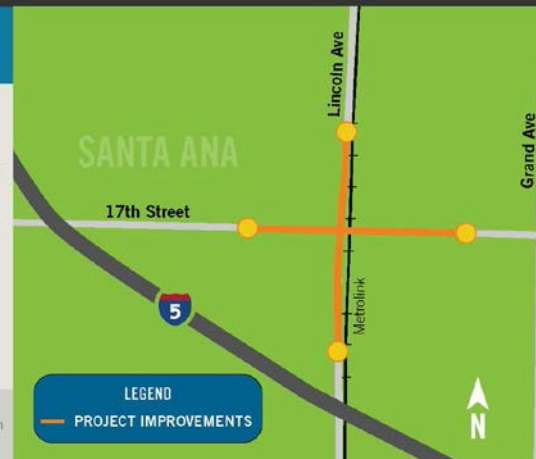 Lincoln Ave
Grand Ave
SANTA ANA
17th Street
Metrolink
5
LEGEND
PROJECT IMPROVEMENTS
N